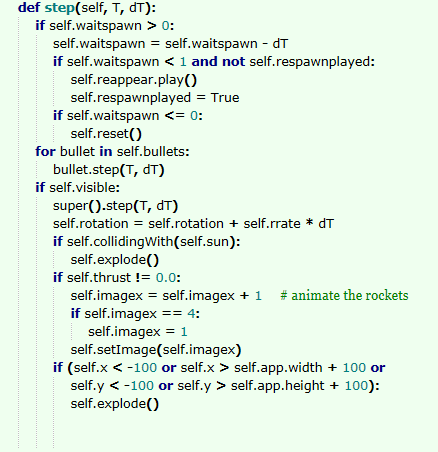 def step(self, T, dT):
if self.waitspawn > 0:
self.waitspawn = self.waitspawn - dT
if self.waitspawn < 1 and not self.respawnplayed:
self.reappear.play()
self.respawnplayed = True
if self.waitspawn <= 0:
self.reset()
for bullet in self.bullets:
bullet.step(T, dT)
if self.visible:
super().step(T, dT)
self.rotation = self.rotation + self.rrate * dT
if self.collidingWith(self.sun):
self.explode()
if self.thrust != 0.0:
self.imagex = self.imagex + 1    # animate the rockets
if self.imagex == 4:
self.imagex = 1
self.setImage(self.imagex)
if (self.x < -100 or self.x > self.app.width + 100 or
self.y < -100 or self.y > self.app.height + 100):
self.explode()